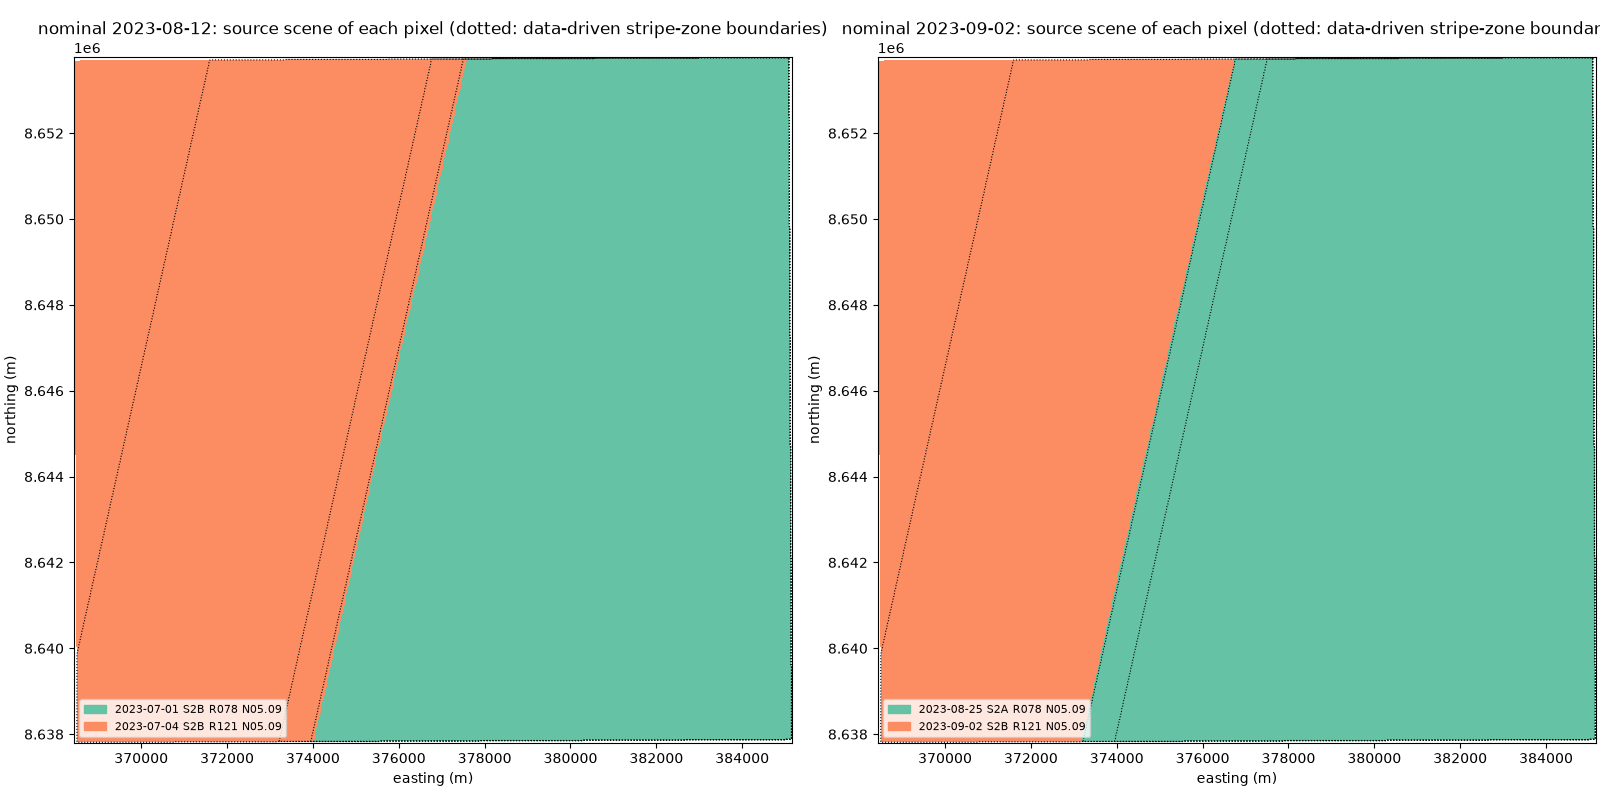 nominal 2023-08-12: source scene of each pixel (dotted: data-driven stripe-zone boundaries)
1e6
8.652
8.650
8.648
8.646
8.644
8.642
8.640
8.638
northing (m)
2023-07-01 S2B R078 N05.09
2023-07-04 S2B R121 N05.09
370000 372000 374000 376000 378000 380000 382000 384000
easting (m)
nominal 2023-09-02: source scene of each pixel (dotted: data-driven stripe-zone boundar
1e6
8.652
8.650
8.648
8.646
8.644
8.642
8.640
8.638
northing (m)
2023-08-25 S2A R078 N05.09
2023-09-02 S2B R121 N05.09
370000 372000 374000 376000 378000 380000 382000 384000
easting (m)